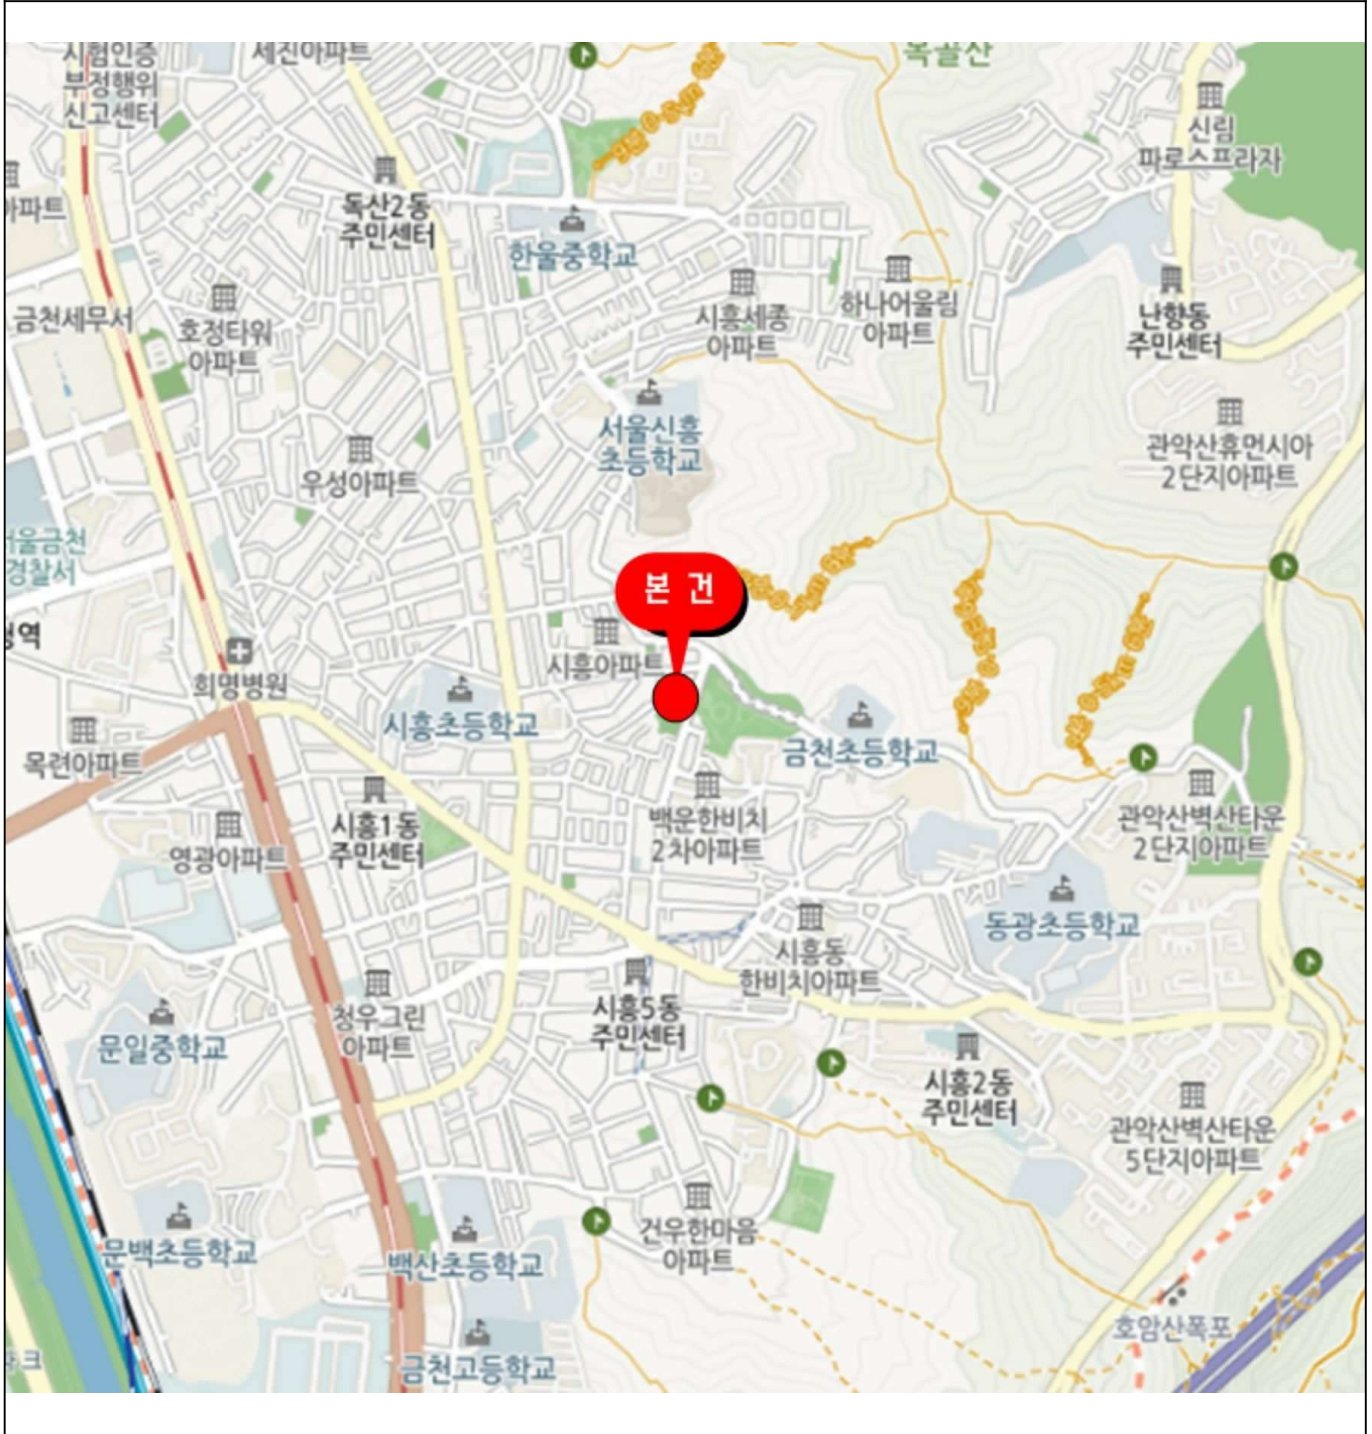 시험인증
부정행위
신고센터
세진아파트
목골산
신림
파로스프라자
아파트
독산2동
주민센터
한울중학교
금천세무서
호정타워
아파트
시흥세종
아파트
하나어울림
아파트
난향동
주민센터
서울신흥
초등학교
관악산휴먼시아
2단지아파트
우성아파트
서울금천
경찰서
본 건
시흥아파트
희명병원
시흥초등학교
금천초등학교
목련아파트
시흥1동
주민센터
백운한비치
2차아파트
관악산벽산타운
2단지아파트
영광아파트
동광초등학교
시흥동
한비치아파트
청우그린
아파트
시흥5동
주민센터
문일중학교
시흥2동
주민센터
관악산벽산타운
5단지아파트
건우한마음
아파트
문백초등학교
백산초등학교
호암산폭포
금천고등학교